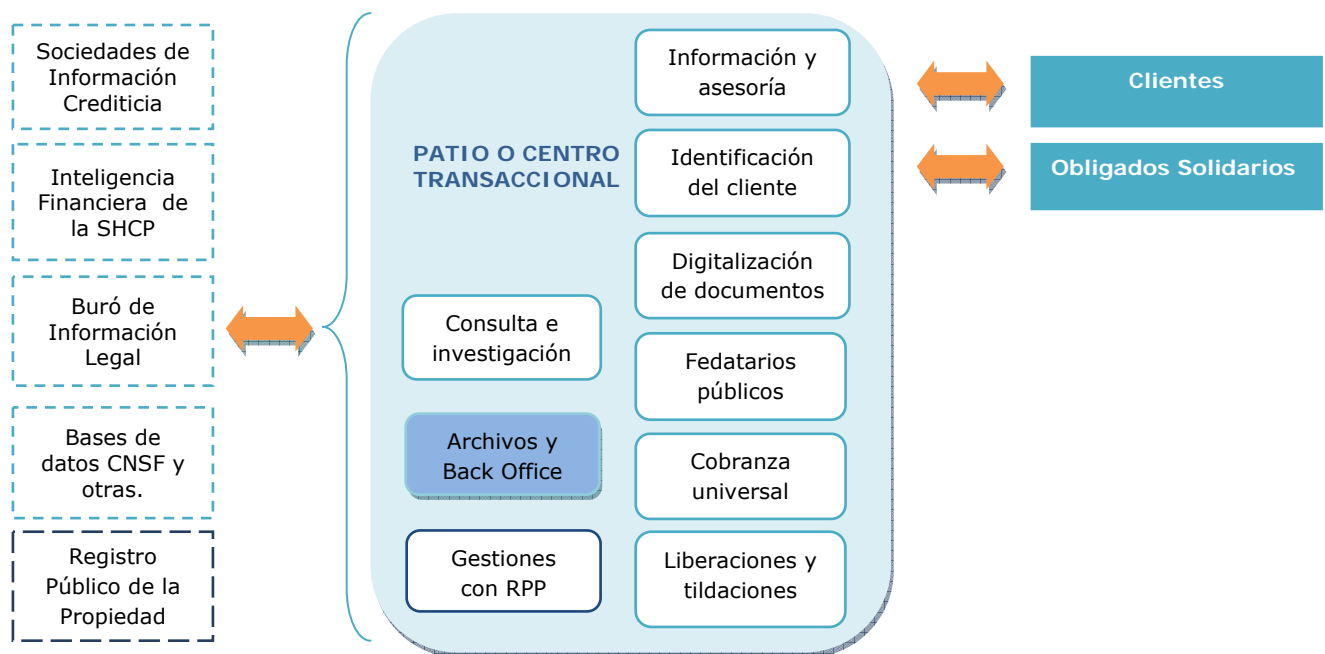 Sociedades de
Información
Crediticia
Inteligencia
Financiera de
la SHCP
Buró de
Información
Legal
Bases de
datos CNSF y
otras.
Registro
Público de la
Propiedad
PATIO O CENTRO
TRANSACCIONAL
Consulta e
investigación
Archivos y
Back Office
Gestiones
con RPP
Información y
asesoría
Identificación
del cliente
Digitalización
de documentos
Fedatarios
públicos
Cobranza
universal
Liberaciones y
tildaciones
Clientes
Obligados Solidarios